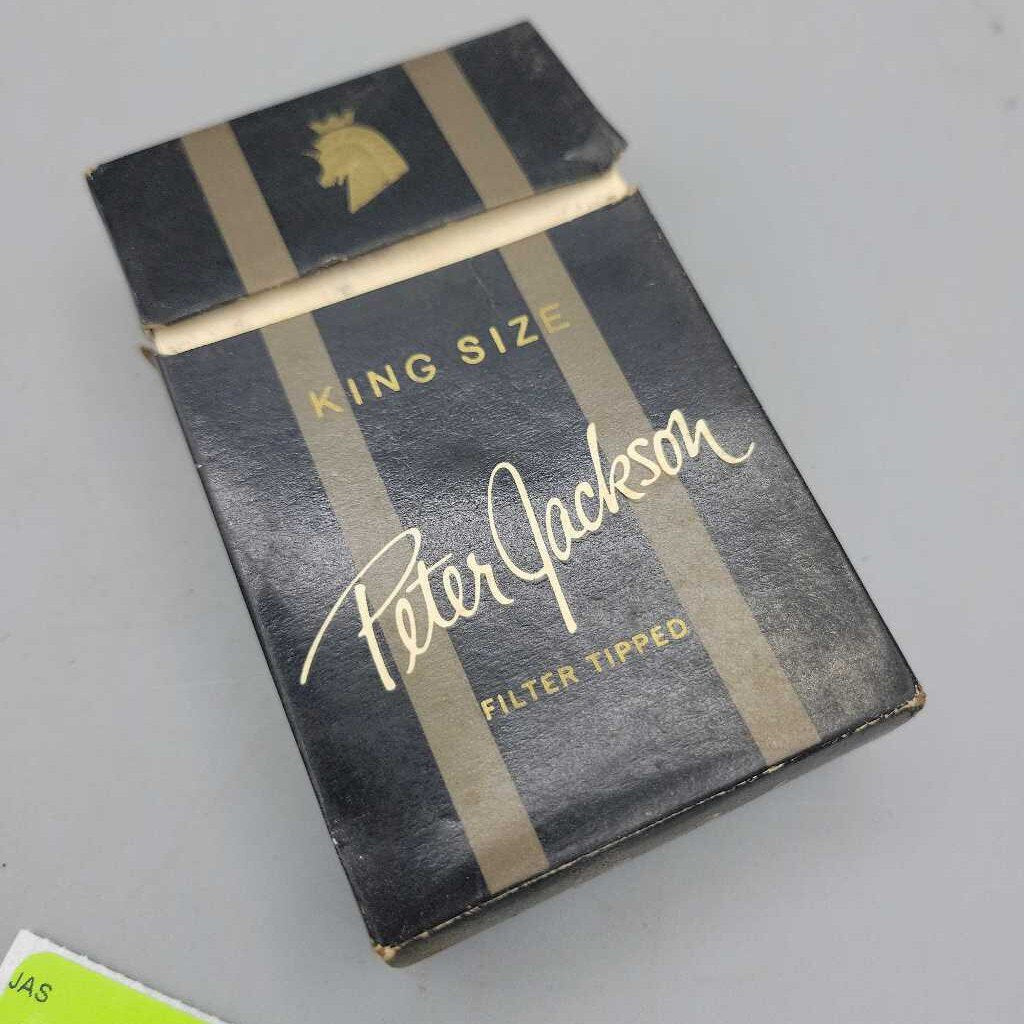 KING SIZE
Peter Jackson
FILTER TIPPED
JAS